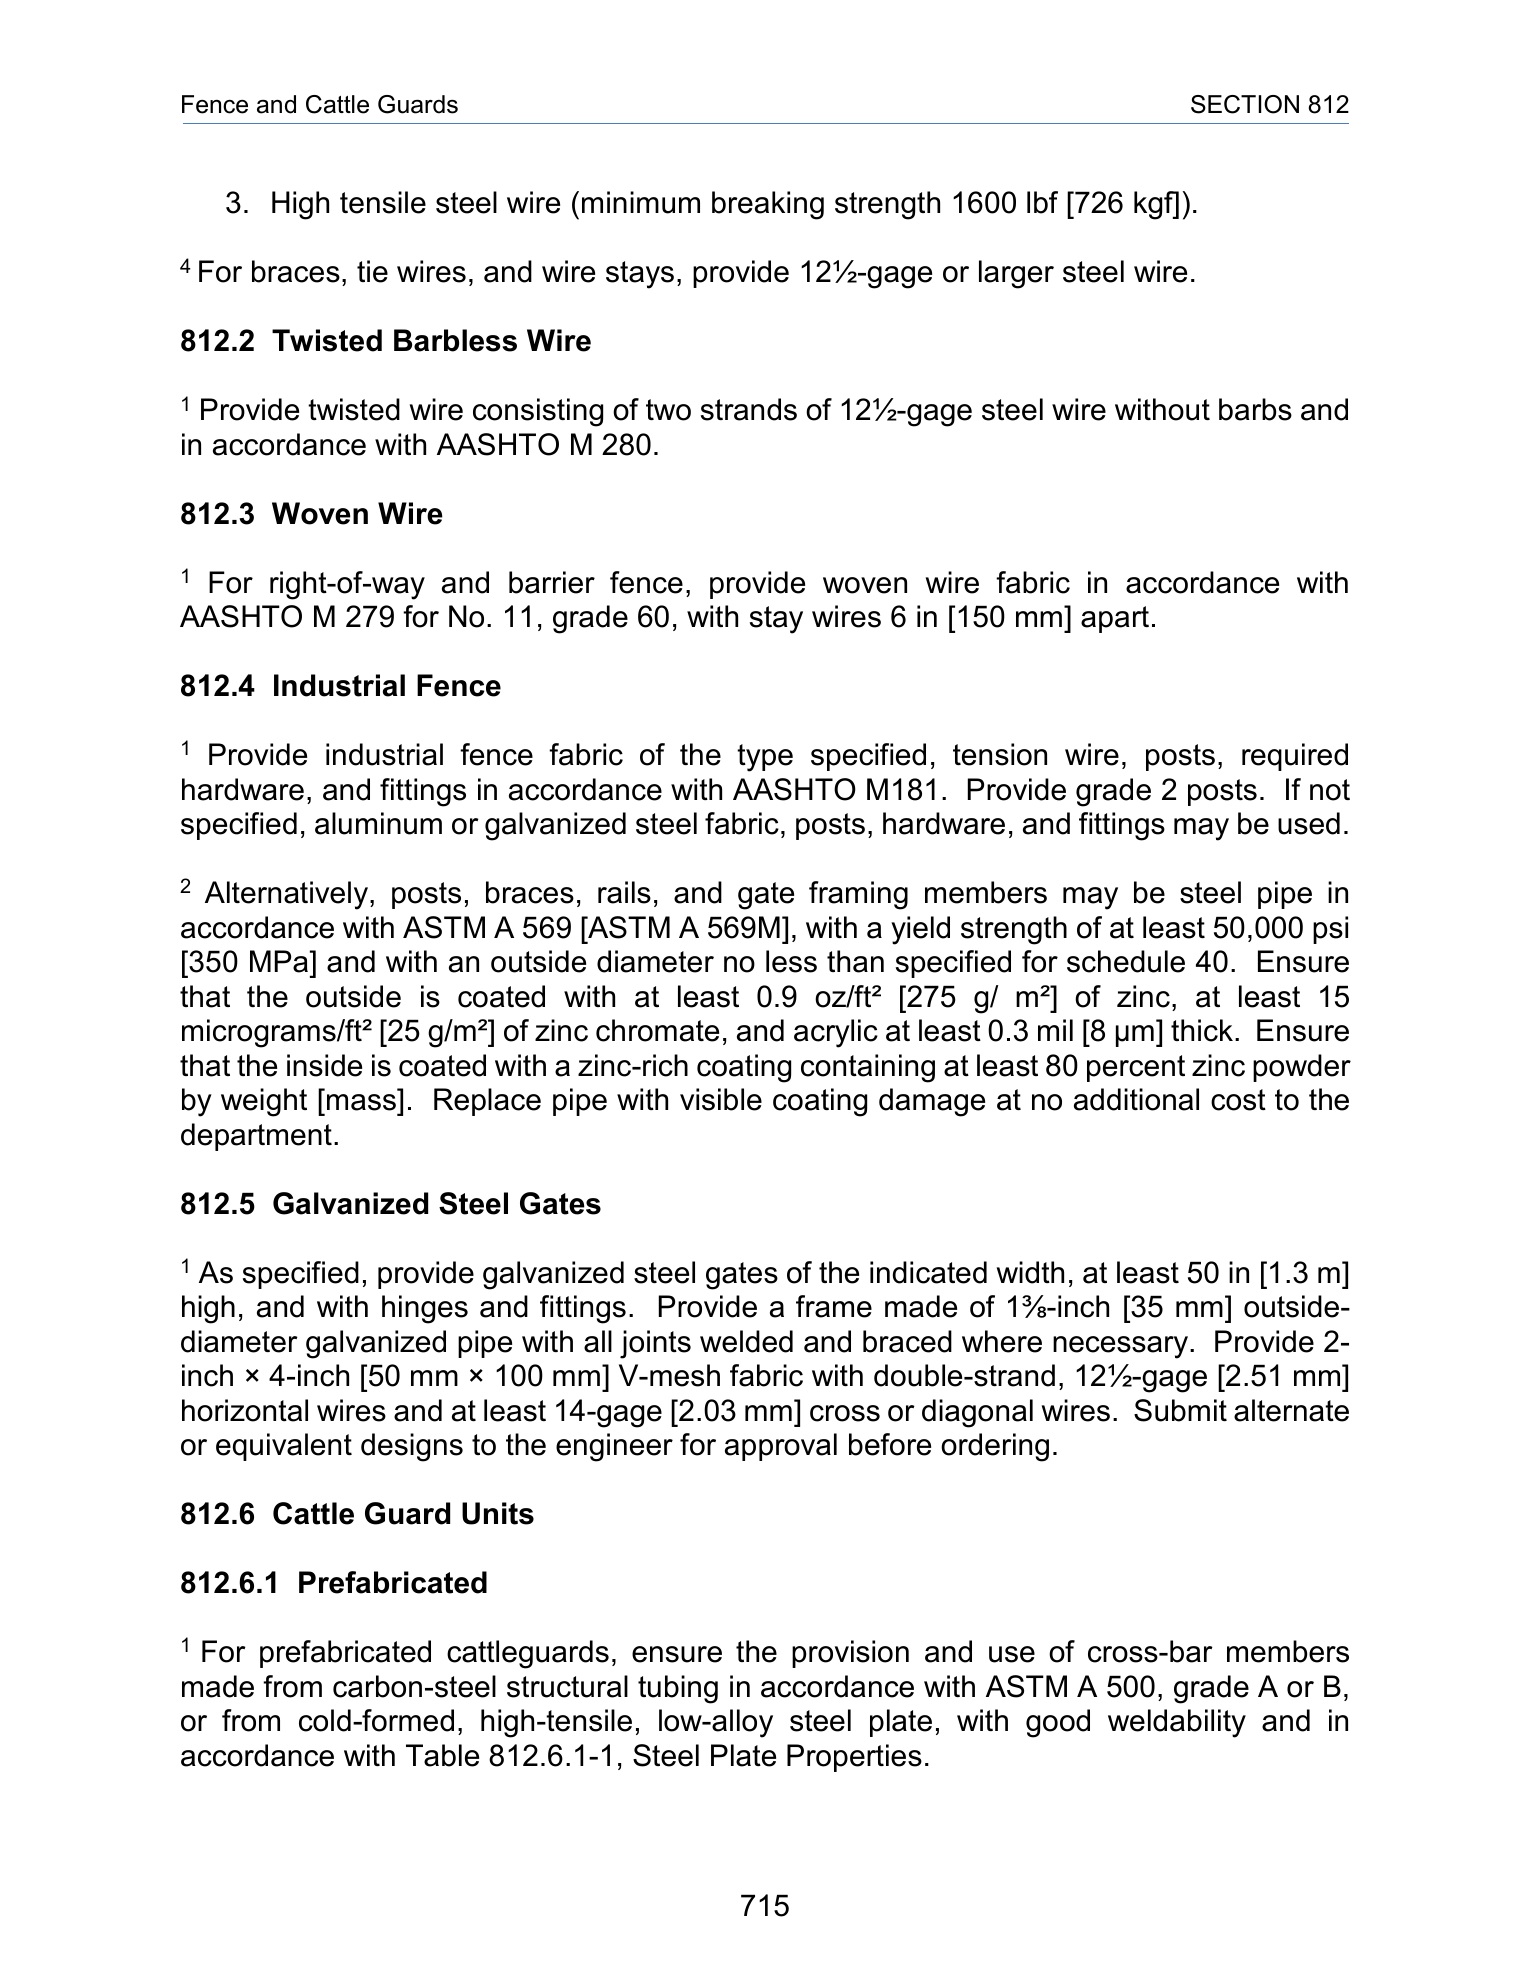 Fence and Cattle Guards SECTION 812
3. High tensile steel wire (minimum breaking strength 1600 lbf [726 kgf]).
4 For braces, tie wires, and wire stays, provide 12½-gage or larger steel wire.
812.2 Twisted Barbless Wire
1 Provide twisted wire consisting of two strands of 12½-gage steel wire without barbs and
in accordance with AASHTO M 280.
812.3 Woven Wire
1 For right-of-way and barrier fence, provide woven wire fabric in accordance with
AASHTO M 279 for No. 11, grade 60, with stay wires 6 in [150 mm] apart.
812.4 Industrial Fence
1 Provide industrial fence fabric of the type specified, tension wire, posts, required
hardware, and fittings in accordance with AASHTO M181. Provide grade 2 posts. If not
specified, aluminum or galvanized steel fabric, posts, hardware, and fittings may be used.
2 Alternatively, posts, braces, rails, and gate framing members may be steel pipe in
accordance with ASTM A 569 [ASTM A 569M], with a yield strength of at least 50,000 psi
[350 MPa] and with an outside diameter no less than specified for schedule 40. Ensure
that the outside is coated with at least 0.9 oz/ft² [275 g/ m²] of zinc, at least 15
micrograms/ft² [25 g/m²] of zinc chromate, and acrylic at least 0.3 mil [8 µm] thick. Ensure
that the inside is coated with a zinc-rich coating containing at least 80 percent zinc powder
by weight [mass]. Replace pipe with visible coating damage at no additional cost to the
department.
812.5 Galvanized Steel Gates
1 As specified, provide galvanized steel gates of the indicated width, at least 50 in [1.3 m]
high, and with hinges and fittings. Provide a frame made of 1⅜-inch [35 mm] outside-
diameter galvanized pipe with all joints welded and braced where necessary. Provide 2-
inch × 4-inch [50 mm × 100 mm] V-mesh fabric with double-strand, 12½-gage [2.51 mm]
horizontal wires and at least 14-gage [2.03 mm] cross or diagonal wires. Submit alternate
or equivalent designs to the engineer for approval before ordering.
812.6 Cattle Guard Units
812.6.1 Prefabricated
1 For prefabricated cattleguards, ensure the provision and use of cross-bar members
made from carbon-steel structural tubing in accordance with ASTM A 500, grade A or B,
or from cold-formed, high-tensile, low-alloy steel plate, with good weldability and in
accordance with Table 812.6.1-1, Steel Plate Properties.
715